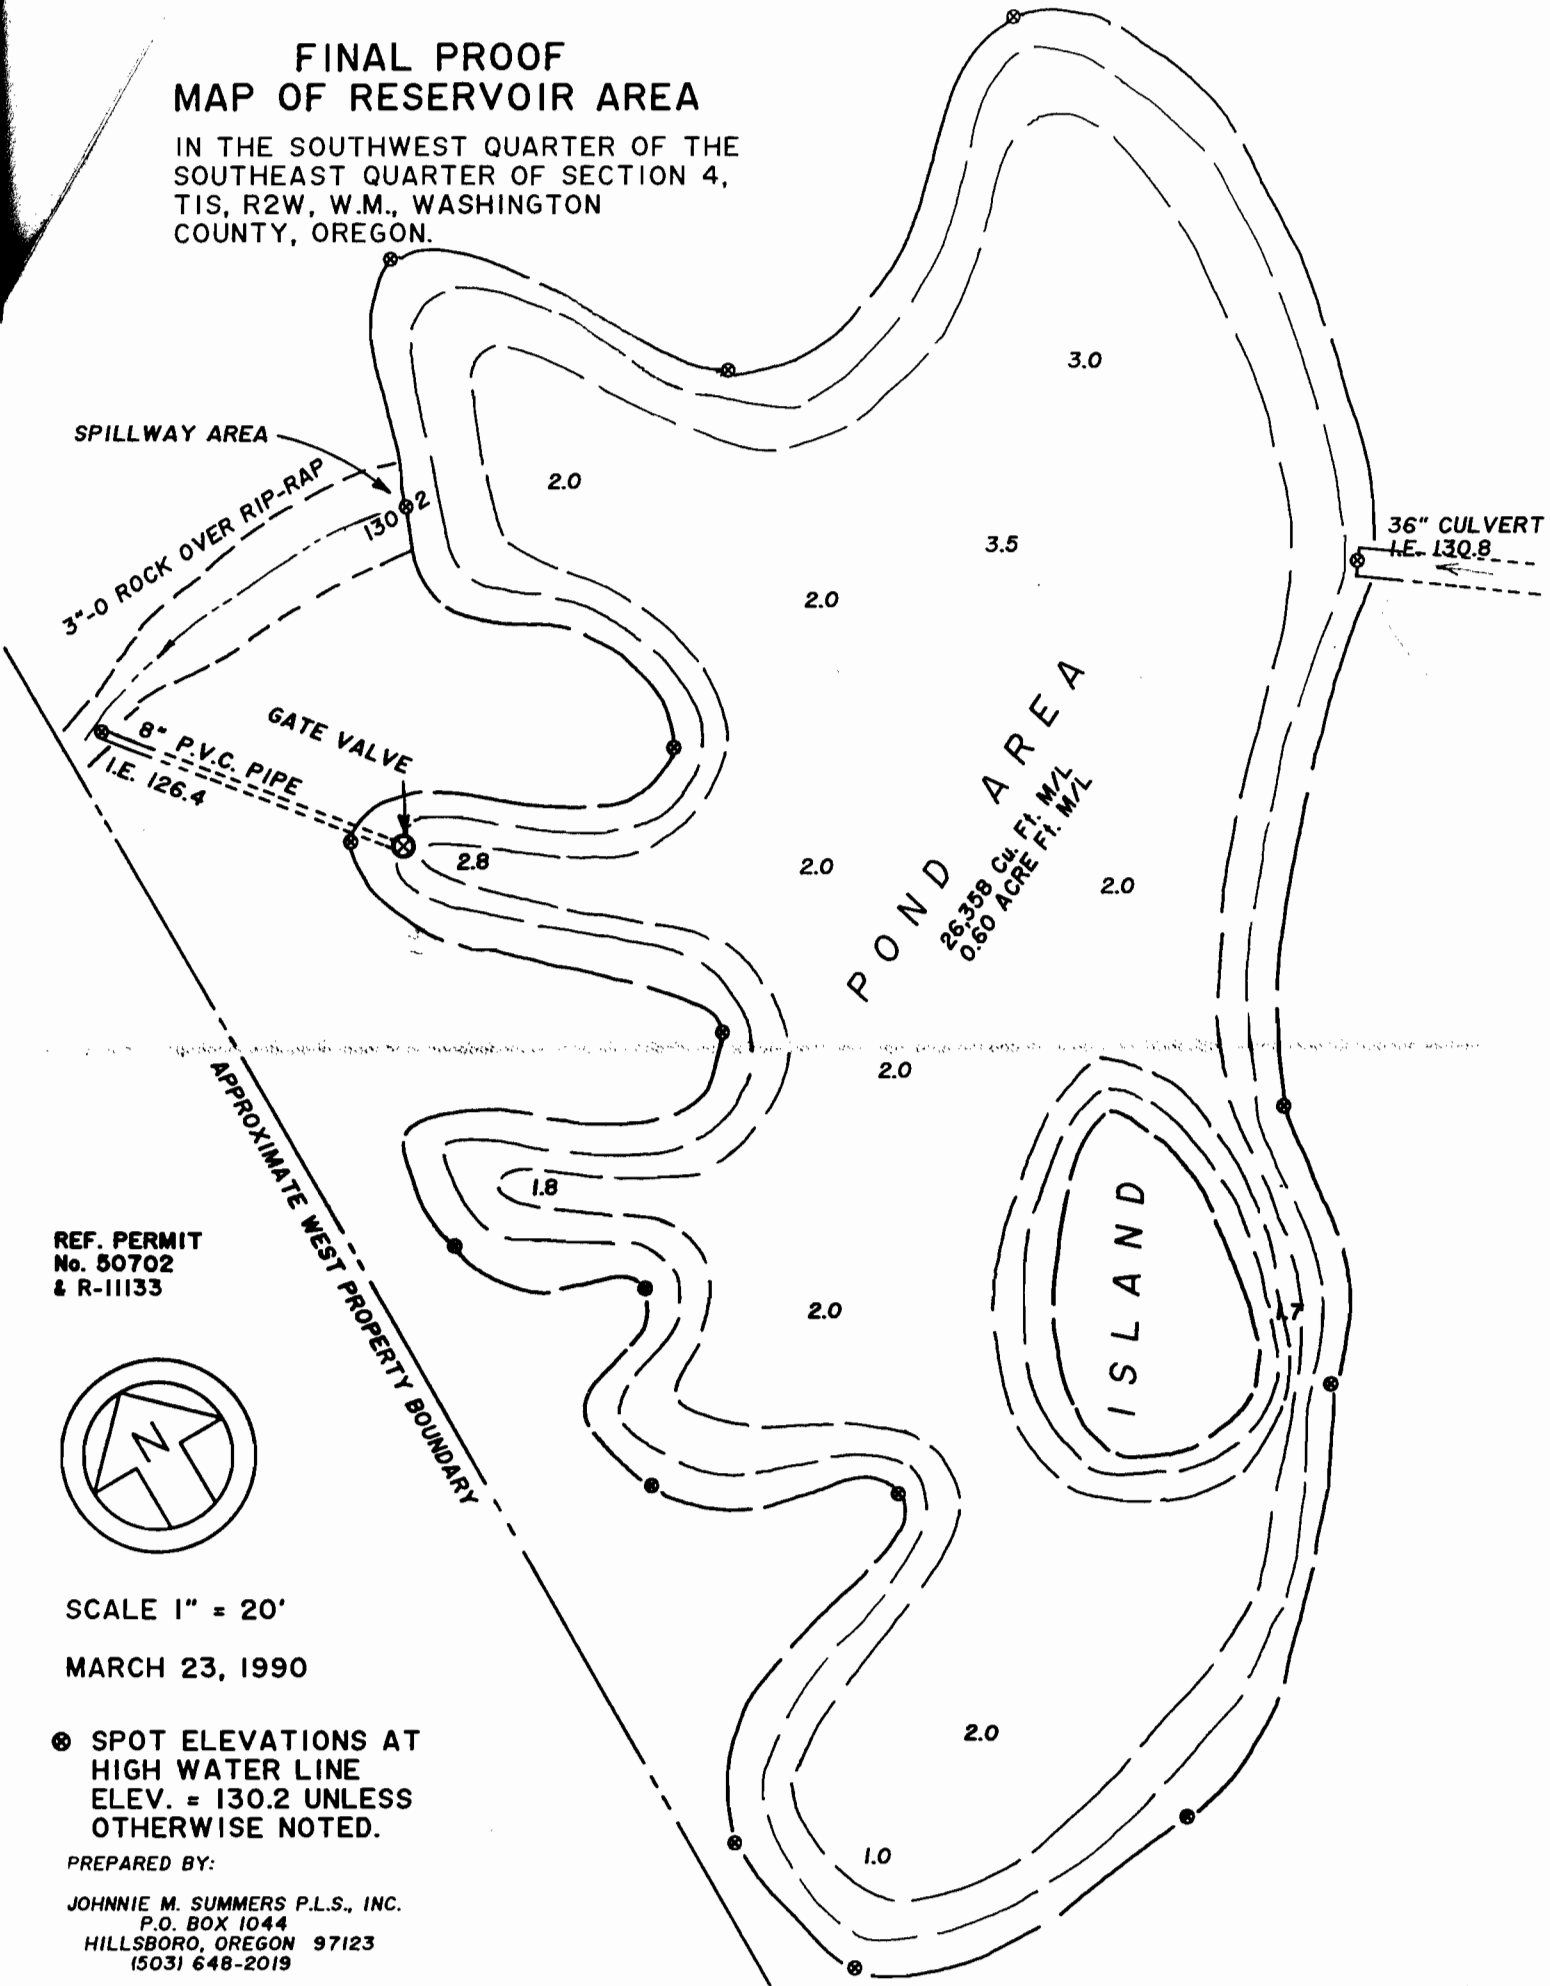 FINAL PROOF
MAP OF RESERVOIR AREA
IN THE SOUTHWEST QUARTER OF THE
SOUTHEAST QUARTER OF SECTION 4,
T1S, R2W, W.M., WASHINGTON
COUNTY, OREGON.
3.0
SPILLWAY AREA
3"-0 ROCK OVER RIP-RAP
130 2
2.0
3.5
36" CULVERT
I.E. 130.8
2.0
GATE VALVE
8" P.V.C. PIPE
I.E. 126.4
2.8
2.0
POND AREA
26,358 Cu. Ft. M/L
0.60 ACRE Ft. M/L
2.0
2.0
APPROXIMATE WEST PROPERTY BOUNDARY
1.8
ISLAND
REF. PERMIT
No. 50702
& R-11133
2.0
1.7
N
SCALE 1" = 20'
MARCH 23, 1990
SPOT ELEVATIONS AT
HIGH WATER LINE
ELEV. = 130.2 UNLESS
OTHERWISE NOTED.
2.0
1.0
PREPARED BY:
JOHNNIE M. SUMMERS P.L.S., INC.
P.O. BOX 1044
HILLSBORO, OREGON 97123
(503) 648-2019